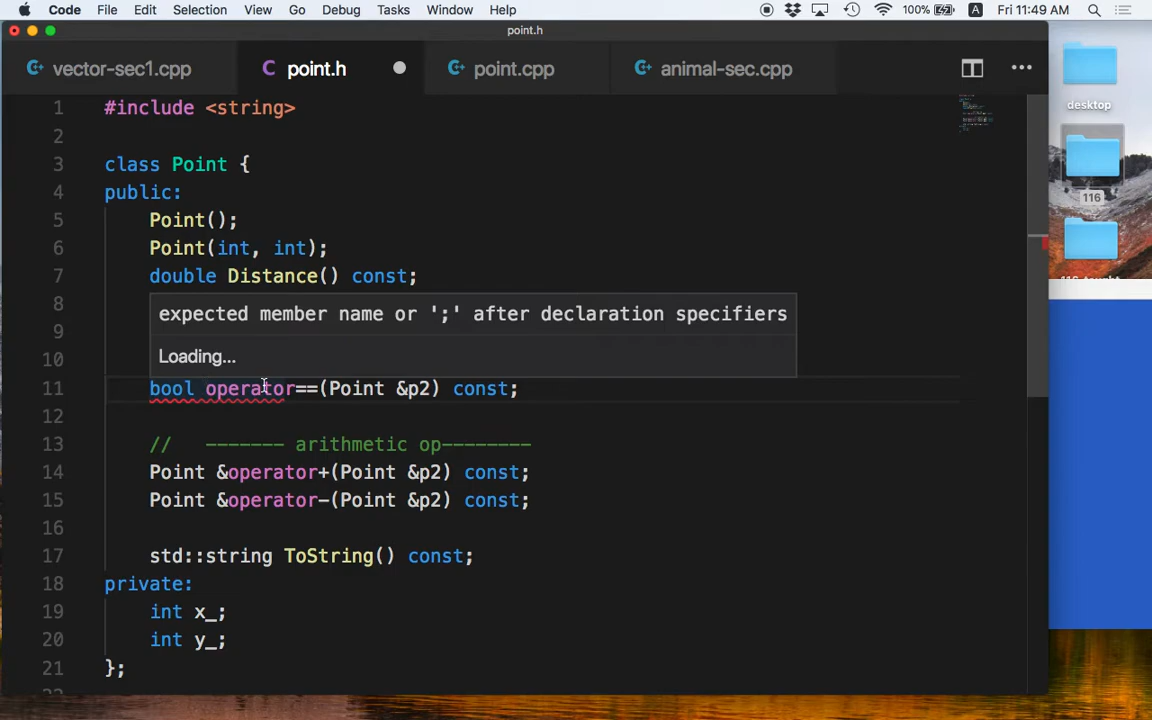 Code File Edit Selection View Go Debug Tasks Window Help 100% A Fri 11:49 AM
point.h
vector-sec1.cpp C point.h point.cpp animal-sec.cpp
desktop
116
1 #include <string>
2
3 class Point {
4 public:
5 Point();
6 Point(int, int);
7 double Distance() const;
8
expected member name or ';' after declaration specifiers
9
Loading...
10
11 bool operator==(Point &p2) const;
12
13 // ------- arithmetic op--------
14 Point &operator+(Point &p2) const;
15 Point &operator-(Point &p2) const;
16
17 std::string ToString() const;
18 private:
19 int x_;
20 int y_;
21 };